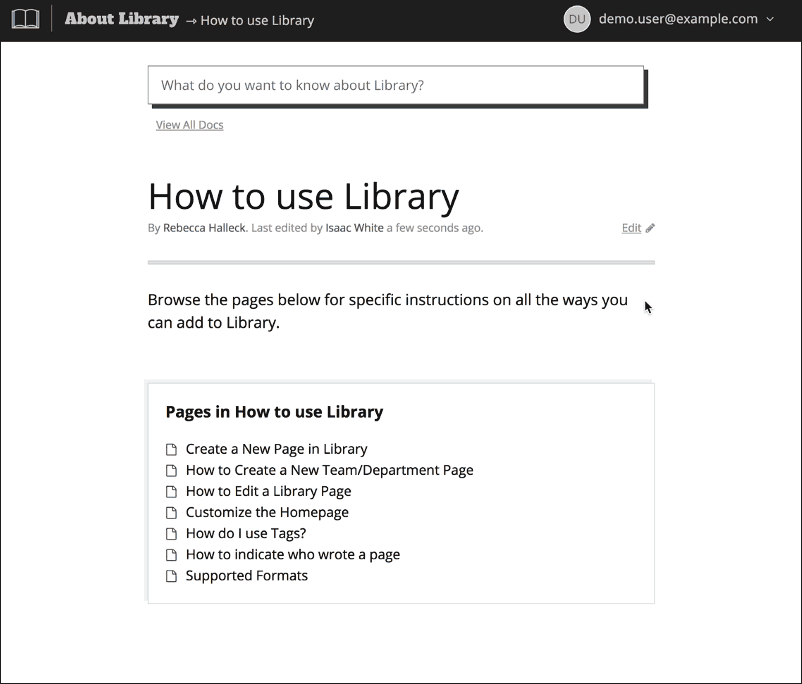 About Library → How to use Library
DU demo.user@example.com
What do you want to know about Library?
View All Docs
How to use Library
By Rebecca Halleck. Last edited by Isaac White a few seconds ago.
Edit
Browse the pages below for specific instructions on all the ways you
can add to Library.
Pages in How to use Library
Create a New Page in Library
How to Create a New Team/Department Page
How to Edit a Library Page
Customize the Homepage
How do I use Tags?
How to indicate who wrote a page
Supported Formats